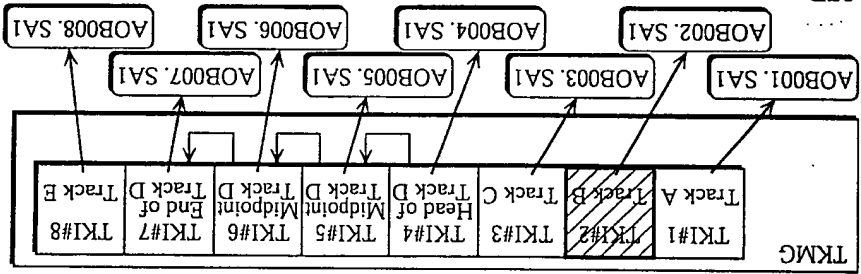 TKMG
TKI#1 TKI#2 TKI#3 TKI#4 TKI#5 TKI#6 TKI#7 TKI#8
Track A Track B Track C Head of Track D Midpoint Track D Midpoint Track D End of Track D Track E
AOB001. SA1 AOB003. SA1 AOB005. SA1 AOB007. SA1
AOB002. SA1 AOB004. SA1 AOB006. SA1 AOB008. SA1